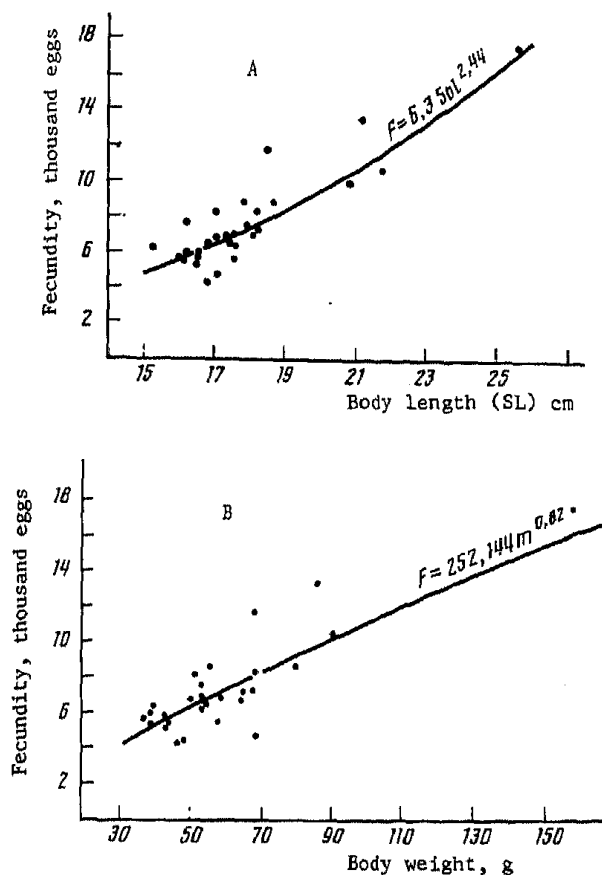 Fecundity, thousand eggs
A
18
14
10
6
2
F=6,350l^2,44
15 17 19 21 23 25
Body length (SL) cm
Fecundity, thousand eggs
B
18
14
10
6
2
F=252,144m^0,82
30 50 70 90 110 130 150
Body weight, g